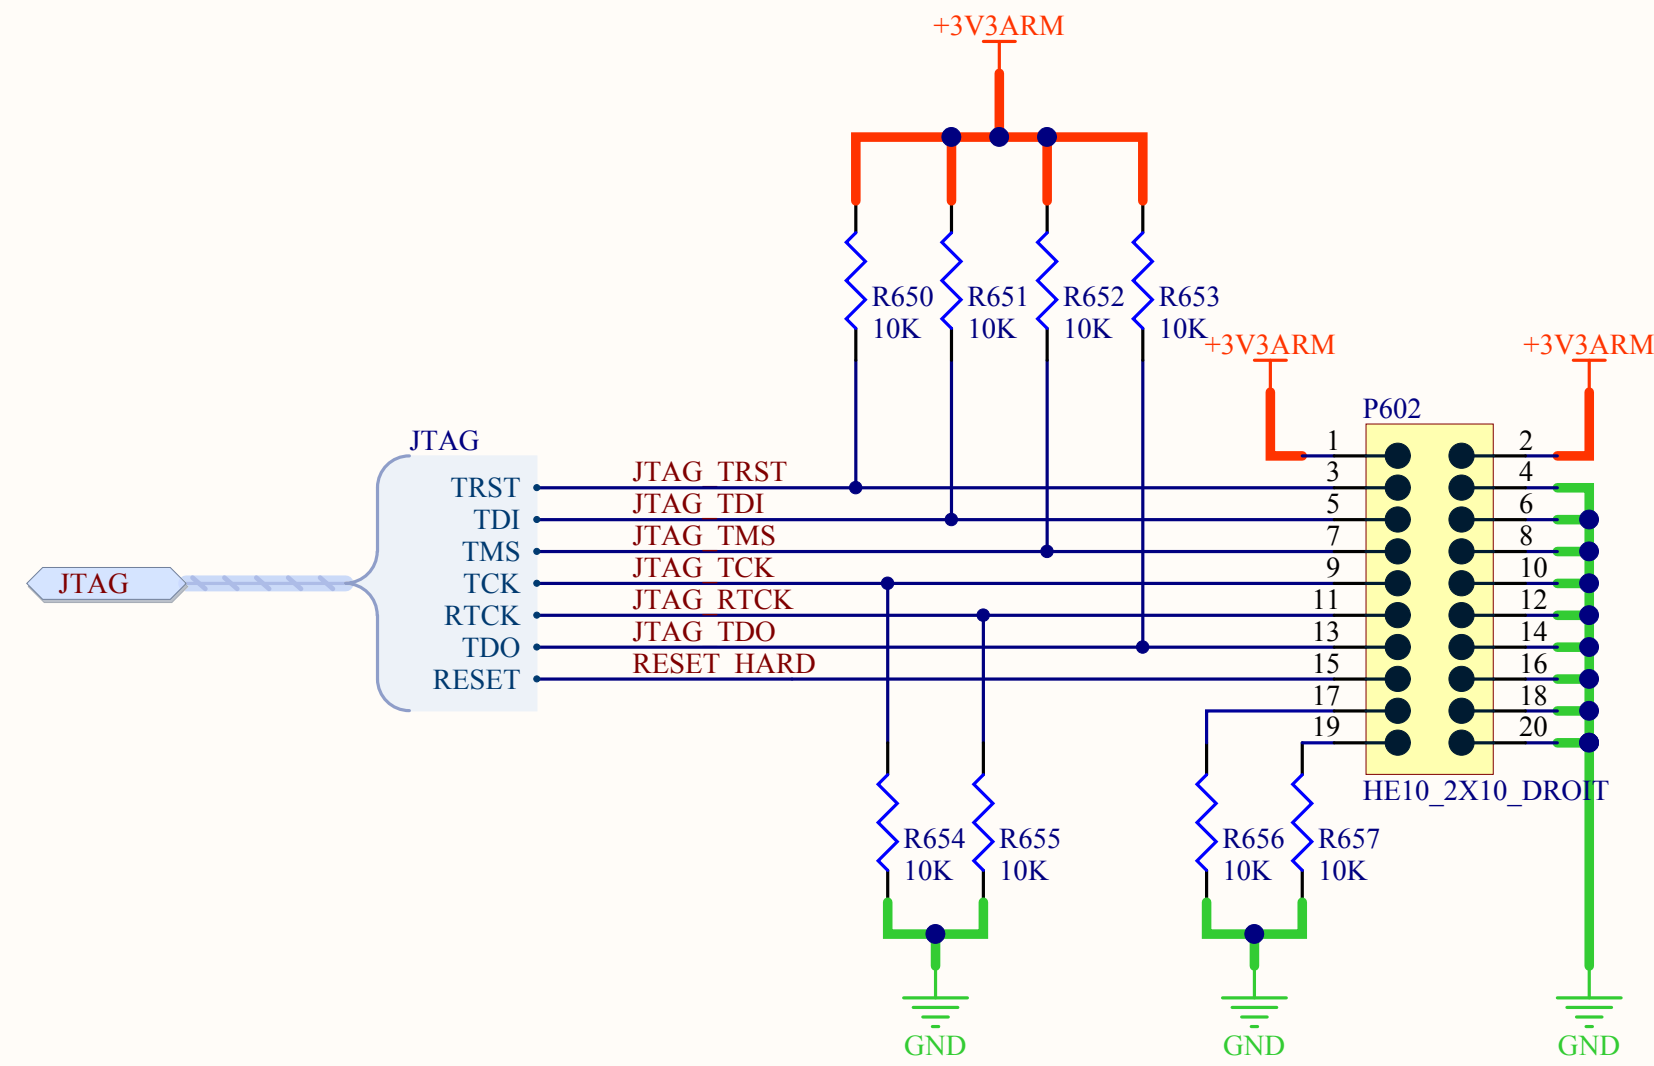 +3V3ARM
R650
10K
R651
10K
R652
10K
R653
10K
+3V3ARM
+3V3ARM
P602
JTAG
JTAG
TRST
TDI
TMS
TCK
RTCK
TDO
RESET
JTAG_TRST
JTAG_TDI
JTAG_TMS
JTAG_TCK
JTAG_RTCK
JTAG_TDO
RESET_HARD
1
2
3
4
5
6
7
8
9
10
11
12
13
14
15
16
17
18
19
20
HE10_2X10_DROIT
R654
10K
R655
10K
R656
10K
R657
10K
GND
GND
GND